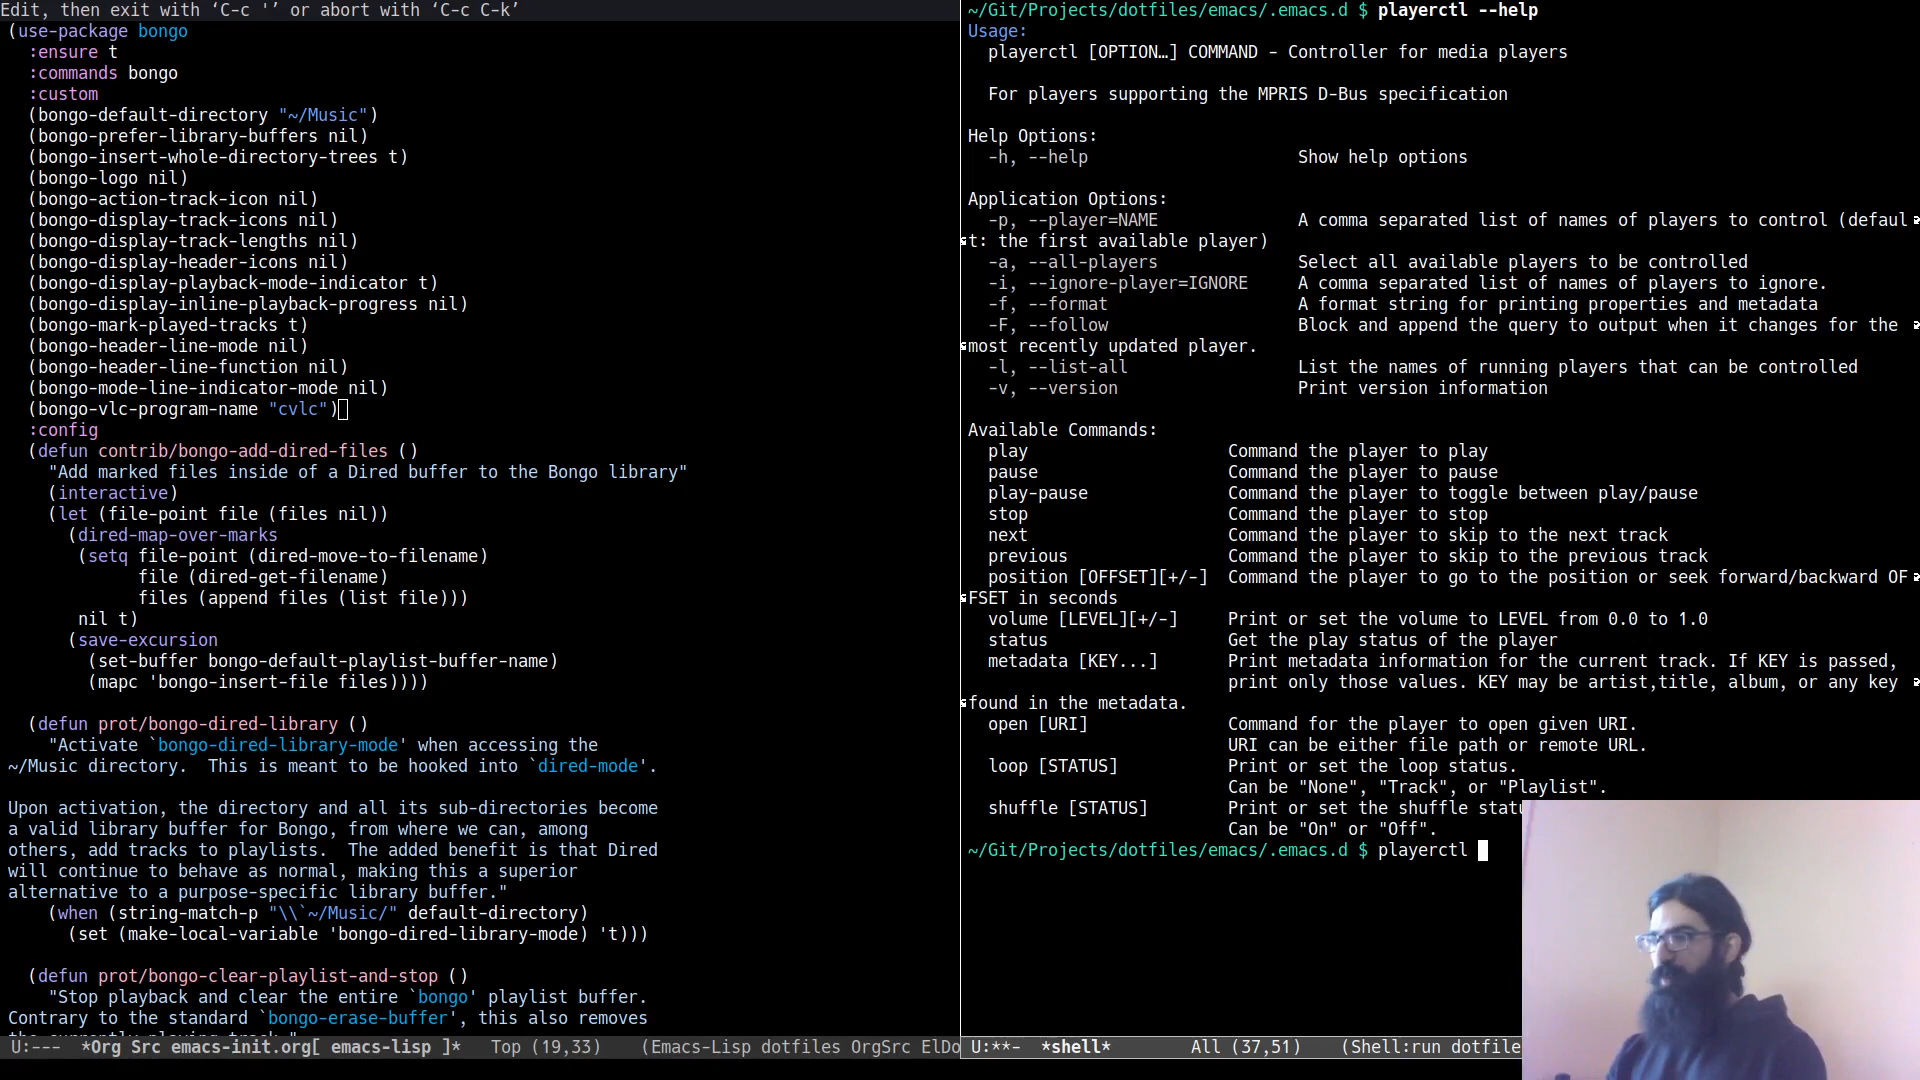 Edit, then exit with ‘C-c '’ or abort with ‘C-c C-k’
(use-package bongo
  :ensure t
  :commands bongo
  :custom
  (bongo-default-directory "~/Music")
  (bongo-prefer-library-buffers nil)
  (bongo-insert-whole-directory-trees t)
  (bongo-logo nil)
  (bongo-action-track-icon nil)
  (bongo-display-track-icons nil)
  (bongo-display-track-lengths nil)
  (bongo-display-header-icons nil)
  (bongo-display-playback-mode-indicator t)
  (bongo-display-inline-playback-progress nil)
  (bongo-mark-played-tracks t)
  (bongo-header-line-mode nil)
  (bongo-header-line-function nil)
  (bongo-mode-line-indicator-mode nil)
  (bongo-vlc-program-name "cvlc")
  :config
  (defun contrib/bongo-add-dired-files ()
    "Add marked files inside of a Dired buffer to the Bongo library"
    (interactive)
    (let (file-point file (files nil))
      (dired-map-over-marks
       (setq file-point (dired-move-to-filename)
             file (dired-get-filename)
             files (append files (list file)))
       nil t)
      (save-excursion
        (set-buffer bongo-default-playlist-buffer-name)
        (mapc 'bongo-insert-file files))))
  (defun prot/bongo-dired-library ()
    "Activate `bongo-dired-library-mode' when accessing the
~/Music directory.  This is meant to be hooked into `dired-mode'.
Upon activation, the directory and all its sub-directories become
a valid library buffer for Bongo, from where we can, among
others, add tracks to playlists.  The added benefit is that Dired
will continue to behave as normal, making this a superior
alternative to a purpose-specific library buffer."
    (when (string-match-p "\\`~/Music/" default-directory)
      (set (make-local-variable 'bongo-dired-library-mode) 't)))
  (defun prot/bongo-clear-playlist-and-stop ()
    "Stop playback and clear the entire `bongo' playlist buffer.
Contrary to the standard `bongo-erase-buffer', this also removes
U:---  *Org Src emacs-init.org[ emacs-lisp ]*   Top (19,33)    (Emacs-Lisp dotfiles OrgSrc ElDo
~/Git/Projects/dotfiles/emacs/.emacs.d $ playerctl --help
Usage:
  playerctl [OPTION…] COMMAND - Controller for media players
  For players supporting the MPRIS D-Bus specification
Help Options:
  -h, --help                     Show help options
Application Options:
  -p, --player=NAME              A comma separated list of names of players to control (defaul
t: the first available player)
  -a, --all-players              Select all available players to be controlled
  -i, --ignore-player=IGNORE     A comma separated list of names of players to ignore.
  -f, --format                   A format string for printing properties and metadata
  -F, --follow                   Block and append the query to output when it changes for the
most recently updated player.
  -l, --list-all                 List the names of running players that can be controlled
  -v, --version                  Print version information
Available Commands:
  play                    Command the player to play
  pause                   Command the player to pause
  play-pause              Command the player to toggle between play/pause
  stop                    Command the player to stop
  next                    Command the player to skip to the next track
  previous                Command the player to skip to the previous track
  position [OFFSET][+/-]  Command the player to go to the position or seek forward/backward OF
FSET in seconds
  volume [LEVEL][+/-]     Print or set the volume to LEVEL from 0.0 to 1.0
  status                  Get the play status of the player
  metadata [KEY...]       Print metadata information for the current track. If KEY is passed,
                          print only those values. KEY may be artist,title, album, or any key
found in the metadata.
  open [URI]              Command for the player to open given URI.
                          URI can be either file path or remote URL.
  loop [STATUS]           Print or set the loop status.
                          Can be "None", "Track", or "Playlist".
  shuffle [STATUS]        Print or set the shuffle statu
                          Can be "On" or "Off".
~/Git/Projects/dotfiles/emacs/.emacs.d $ playerctl
U:**-  *shell*        All (37,51)    (Shell:run dotfile